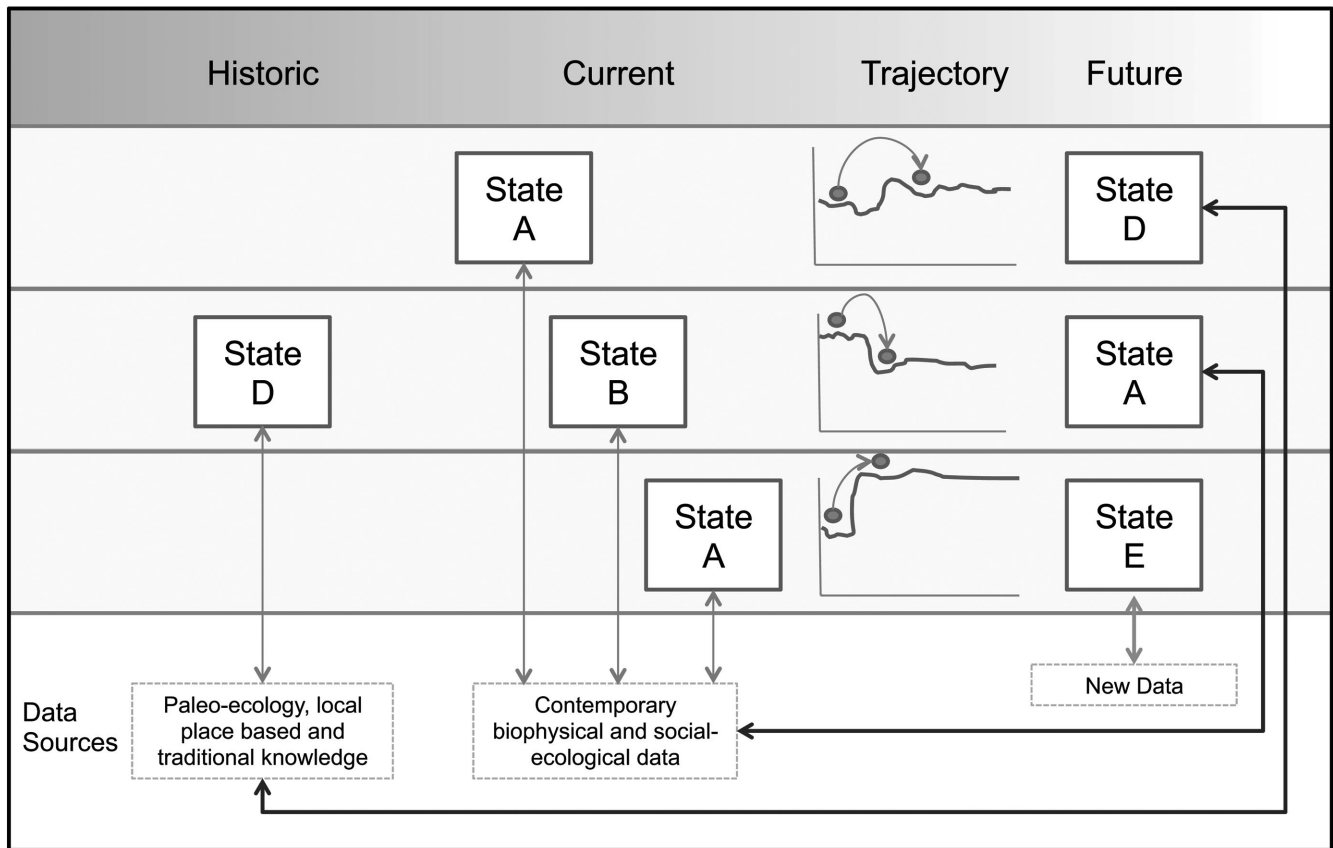 Historic Current Trajectory Future
State
A
State
D
State
D
State
B
State
A
State
A
State
E
Data
Sources
Paleo-ecology, local
place based and
traditional knowledge
Contemporary
biophysical and social-
ecological data
New Data